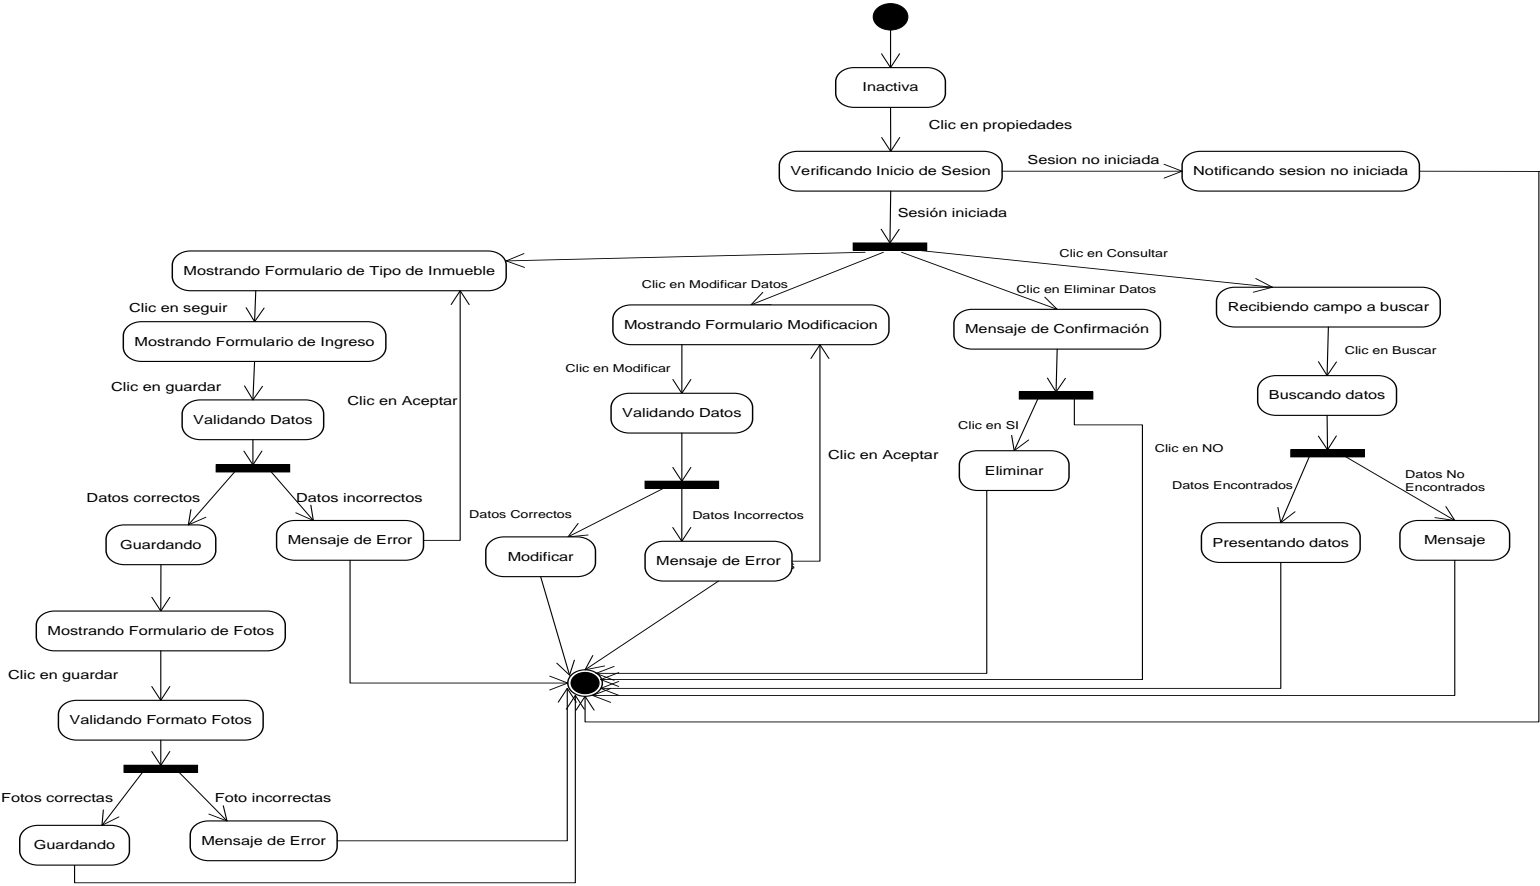 Inactiva
Clic en propiedades
Verificando Inicio de Sesion
Sesion no iniciada
Notificando sesion no iniciada
Sesión iniciada
Mostrando Formulario de Tipo de Inmueble
Clic en seguir
Mostrando Formulario de Ingreso
Clic en guardar
Clic en Aceptar
Validando Datos
Datos correctos
Datos incorrectos
Guardando
Mensaje de Error
Mostrando Formulario de Fotos
Clic en guardar
Validando Formato Fotos
Fotos correctas
Foto incorrectas
Guardando
Mensaje de Error
Clic en Modificar Datos
Mostrando Formulario Modificacion
Clic en Modificar
Validando Datos
Clic en Aceptar
Datos Correctos
Datos Incorrectos
Modificar
Mensaje de Error
Clic en Eliminar Datos
Mensaje de Confirmación
Clic en SI
Clic en NO
Eliminar
Clic en Consultar
Recibiendo campo a buscar
Clic en Buscar
Buscando datos
Datos Encontrados
Datos No
Encontrados
Presentando datos
Mensaje